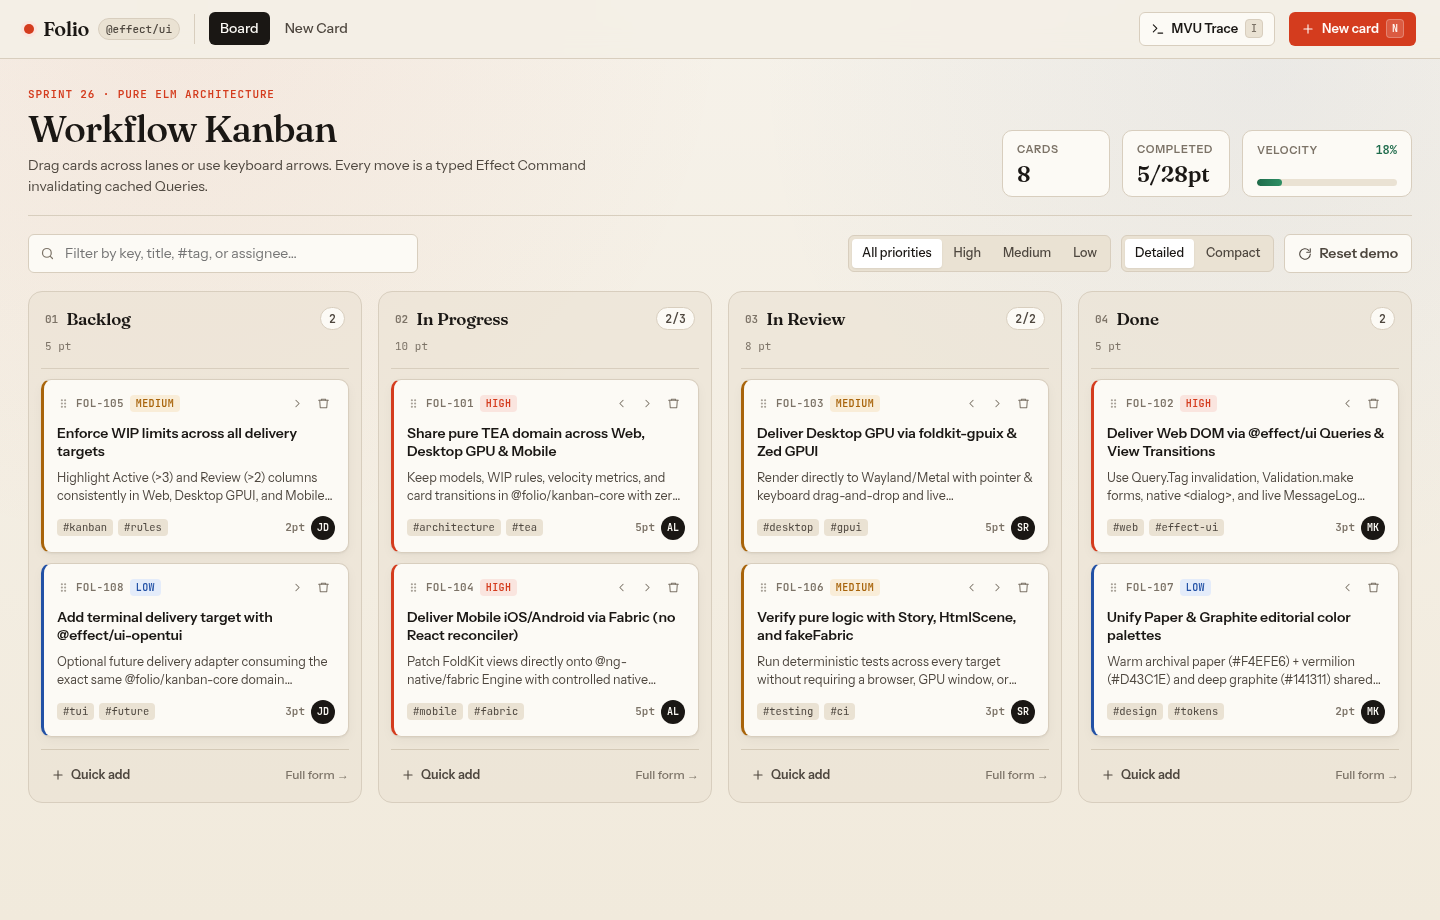 Folio @effect/ui Board New Card MVU Trace I New card N
SPRINT 26 · PURE ELM ARCHITECTURE
Workflow Kanban
Drag cards across lanes or use keyboard arrows. Every move is a typed Effect Command
invalidating cached Queries.
CARDS
8
COMPLETED
5/28pt
VELOCITY 18%
Filter by key, title, #tag, or assignee...
All priorities High Medium Low
Detailed Compact
Reset demo
01 Backlog 2
5 pt
FOL-105 MEDIUM
Enforce WIP limits across all delivery
targets
Highlight Active (>3) and Review (>2) columns
consistently in Web, Desktop GPUI, and Mobile...
#kanban #rules 2pt JD
FOL-108 LOW
Add terminal delivery target with
@effect/ui-opentui
Optional future delivery adapter consuming the
exact same @folio/kanban-core domain...
#tui #future 3pt JD
+ Quick add Full form →
02 In Progress 2/3
10 pt
FOL-101 HIGH
Share pure TEA domain across Web,
Desktop GPU & Mobile
Keep models, WIP rules, velocity metrics, and
card transitions in @folio/kanban-core with zer...
#architecture #tea 5pt AL
FOL-104 HIGH
Deliver Mobile iOS/Android via Fabric (no
React reconciler)
Patch FoldKit views directly onto @ng-
native/fabric Engine with controlled native...
#mobile #fabric 5pt AL
+ Quick add Full form →
03 In Review 2/2
8 pt
FOL-103 MEDIUM
Deliver Desktop GPU via foldkit-gpuix &
Zed GPUI
Render directly to Wayland/Metal with pointer &
keyboard drag-and-drop and live...
#desktop #gpui 5pt SR
FOL-106 MEDIUM
Verify pure logic with Story, HtmlScene,
and fakeFabric
Run deterministic tests across every target
without requiring a browser, GPU window, or...
#testing #ci 3pt SR
+ Quick add Full form →
04 Done 2
5 pt
FOL-102 HIGH
Deliver Web DOM via @effect/ui Queries &
View Transitions
Use Query.Tag invalidation, Validation.make
forms, native <dialog>, and live MessageLog...
#web #effect-ui 3pt MK
FOL-107 LOW
Unify Paper & Graphite editorial color
palettes
Warm archival paper (#F4EFE6) + vermilion
(#D43C1E) and deep graphite (#141311) shared...
#design #tokens 2pt MK
+ Quick add Full form →